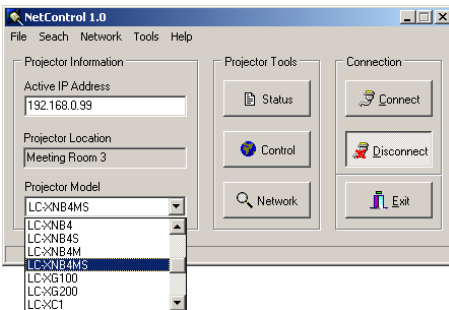 NetControl 1.0
File Seach Network Tools Help
Projector Information
Active IP Address
192.168.0.99
Projector Location
Meeting Room 3
Projector Model
LC-XNB4MS
LC-XNB4
LC-XNB4S
LC-XNB4M
LC-XNB4MS
LC-XG100
LC-XG200
LC-XC1
Projector Tools
Status
Control
Network
Connection
Connect
Disconnect
Exit